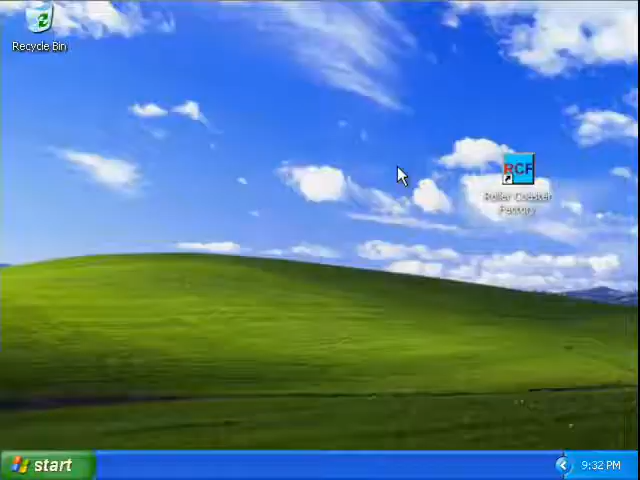 Recycle Bin
RCF
Roller Coaster
Factory
start
9:32 PM